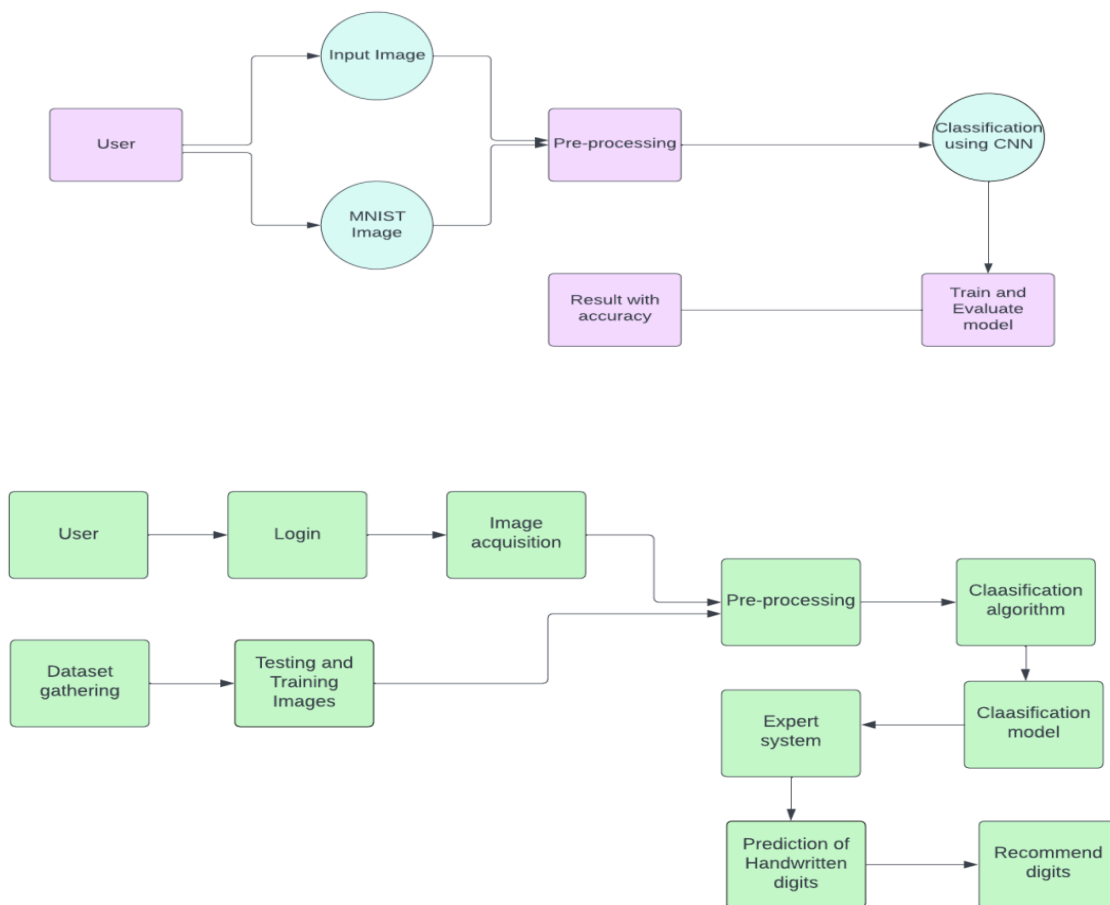 Input Image
User
Pre-processing
Classification
using CNN
MNIST
Image
Result with
accuracy
Train and
Evaluate
model
User
Login
Image
acquisition
Pre-processing
Claasification
algorithm
Dataset
gathering
Testing and
Training
Images
Expert
system
Claasification
model
Prediction of
Handwritten
digits
Recommend
digits